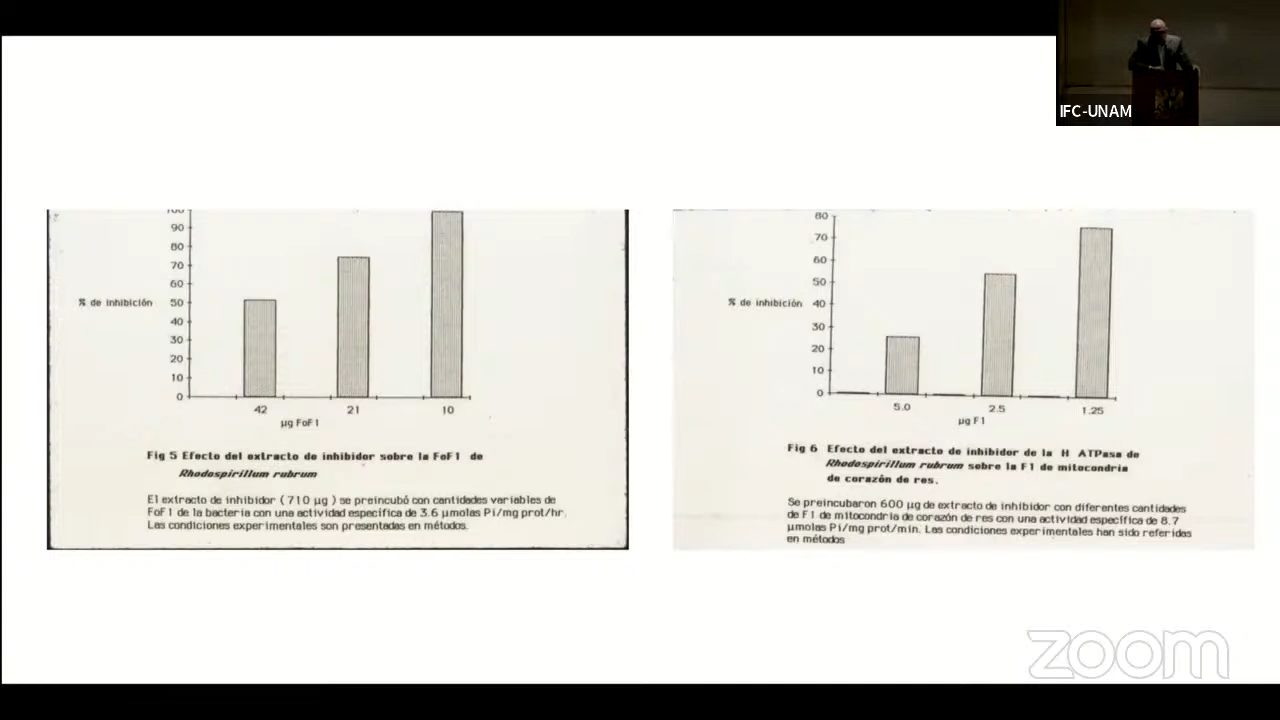 IFC-UNAM
100
90
80
70
60
50
40
30
20
10
0
% de inhibición
42 21 10
µg FoF1
Fig 5 Efecto del extracto de inhibidor sobre la FoF1 de
Rhodospirillum rubrum
El extracto de inhibidor ( 710 µg ) se preincubó con cantidades variables de
FoF1 de la bacteria con una actividad específica de 3.6 µmolas Pi/mg prot/hr.
Las condiciones experimentales son presentadas en métodos.
80
70
60
50
40
30
20
10
0
% de inhibición
5.0 2.5 1.25
µg F1
Fig 6 Efecto del extracto de inhibidor de la H ATPasa de
Rhodospirillum rubrum sobre la F1 de mitocondria
de corazón de res.
Se preincubaron 600 µg de extracto de inhibidor con diferentes cantidades
de F1 de mitocondria de corazón de res con una actividad específica de 8.7
µmolas Pi/mg prot/min. Las condiciones experimentales han sido referidas
en métodos
zoom